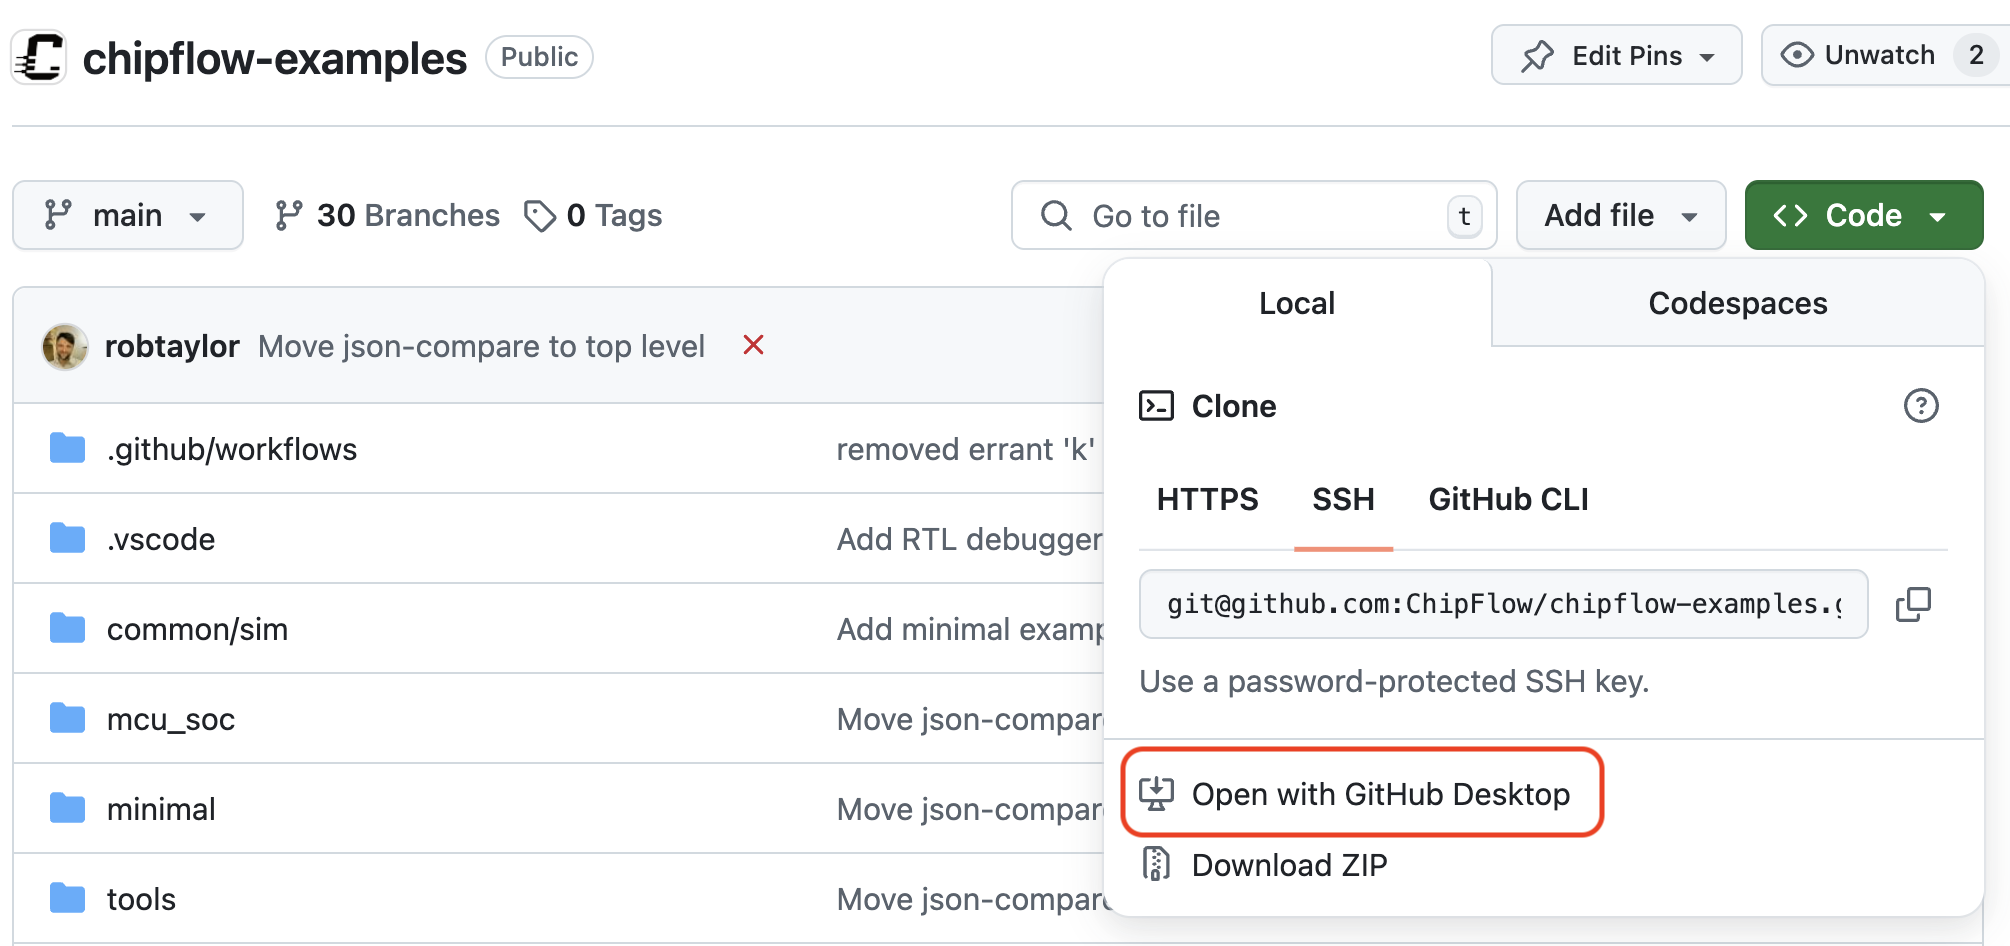 chipflow-examples Public Edit Pins Unwatch 2
main 30 Branches 0 Tags Go to file t Add file Code
Local Codespaces
robtaylor Move json-compare to top level
Clone
.github/workflows removed errant 'k'
HTTPS SSH GitHub CLI
.vscode Add RTL debugger
git@github.com:ChipFlow/chipflow-examples.g
common/sim Add minimal examp
Use a password-protected SSH key.
mcu_soc Move json-compar
Open with GitHub Desktop
minimal Move json-compar
Download ZIP
tools Move json-compar